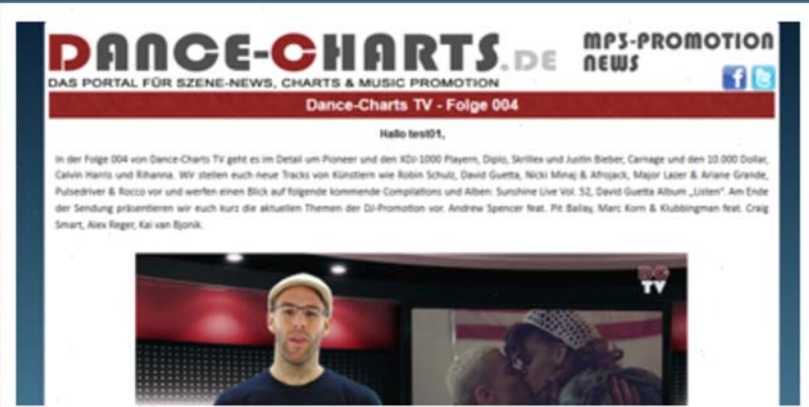 DANCE-CHARTS.DE
MP3-PROMOTION
NEWS
DAS PORTAL FÜR SZENE-NEWS, CHARTS & MUSIC PROMOTION
Dance-Charts TV - Folge 004
Hallo test01,
In der Folge 004 von Dance-Charts TV geht es im Detail um Pioneer und den XDJ-1000 Playern, Diplo, Skrillex und Justin Bieber, Carnage und den 10.000 Dollar,
Calvin Harris und Rihanna. Wir stellen euch neue Tracks von Künstlern wie Robin Schulz, David Guetta, Nicki Minaj & Afrojack, Major Lazer & Ariane Grande,
Pulsedriver & Rocco vor und werfen einen Blick auf folgende kommende Compilations und Alben: Sunshine Live Vol. 52, David Guetta Album „Listen". Am Ende
der Sendung präsentieren wir euch kurz die aktuellen Themen der DJ-Promotion vor. Andrew Spencer feat. Pit Bailay, Marc Korn & Klubbingman feat. Craig
Smart, Alex Reger, Kai van Bjonik.
DC
TV